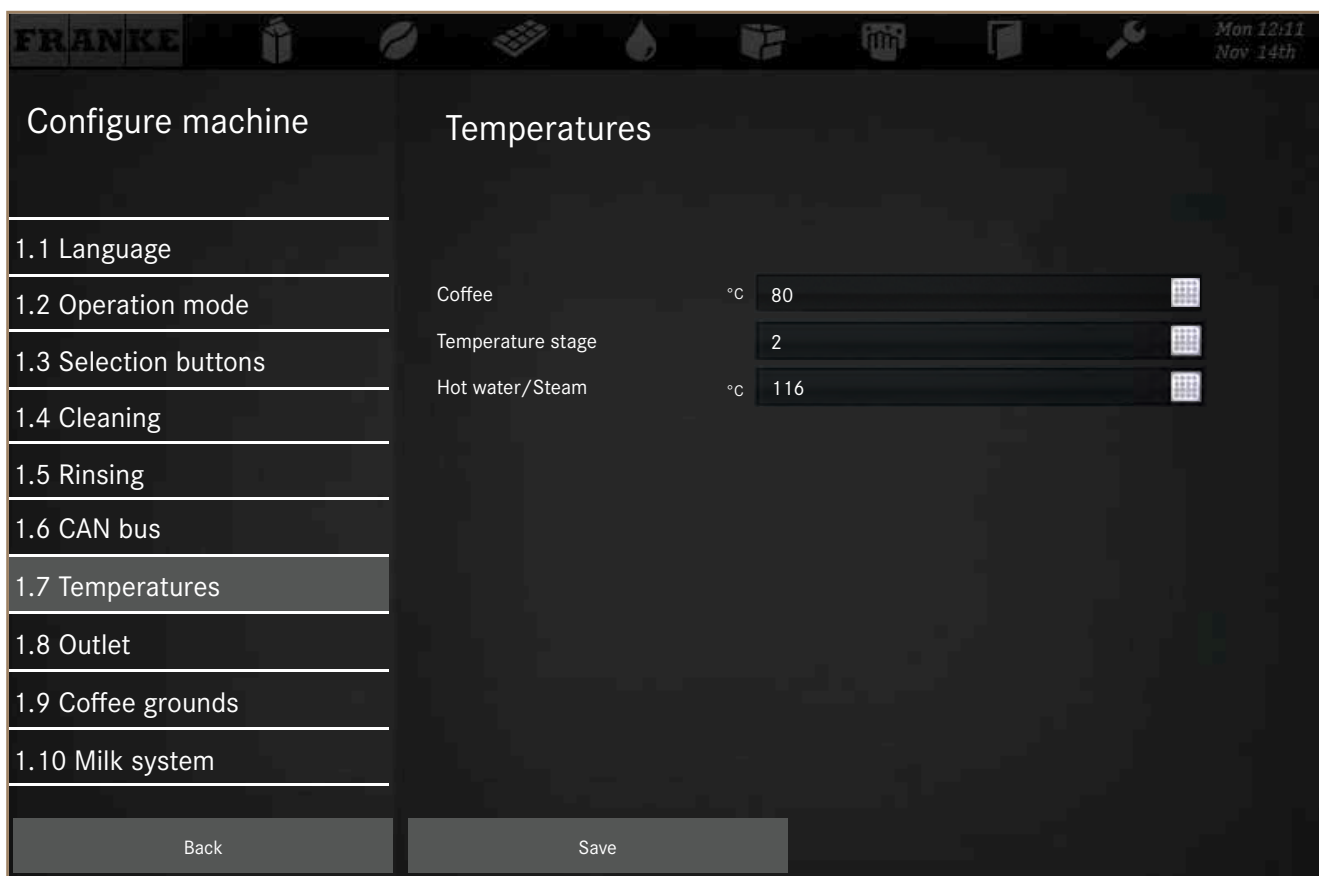 FRANKE
Mon 12:11
Nov 14th
Configure machine
1.1 Language
1.2 Operation mode
1.3 Selection buttons
1.4 Cleaning
1.5 Rinsing
1.6 CAN bus
1.7 Temperatures
1.8 Outlet
1.9 Coffee grounds
1.10 Milk system
Temperatures
Coffee °C 80
Temperature stage 2
Hot water/Steam °C 116
Back
Save